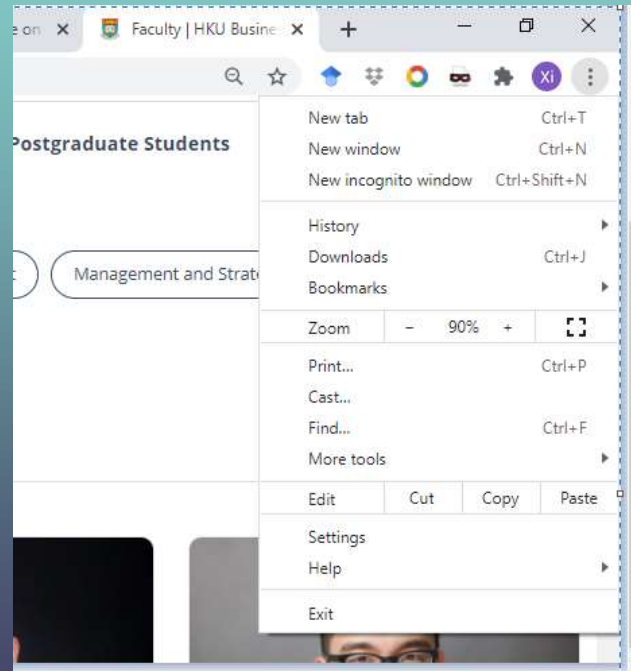 e on
Faculty | HKU Busine
Xi
Postgraduate Students
New tab Ctrl+T
New window Ctrl+N
New incognito window Ctrl+Shift+N
History
Downloads Ctrl+J
Management and Strat
Bookmarks
Zoom - 90% +
Print... Ctrl+P
Cast...
Find... Ctrl+F
More tools
Edit Cut Copy Paste
Settings
Help
Exit